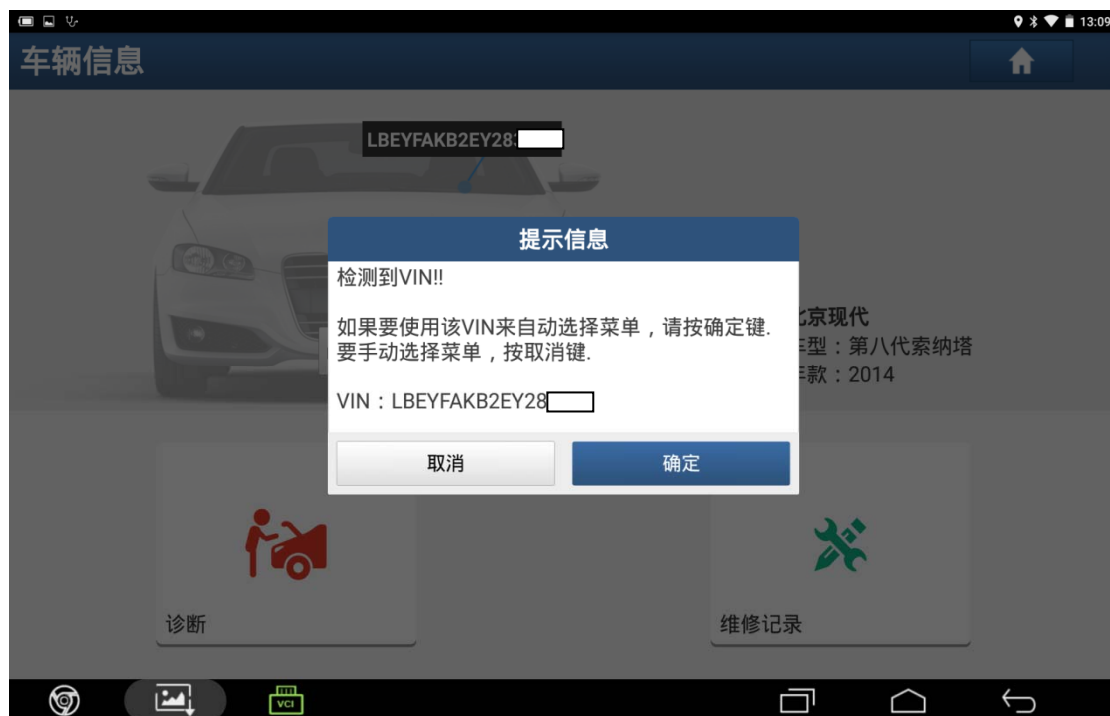 13:09
车辆信息
LBEYFAKB2EY28
提示信息
检测到VIN!!
如果要使用该VIN来自动选择菜单，请按确定键.
要手动选择菜单，按取消键.
VIN：LBEYFAKB2EY28
取消
确定
京现代
型：第八代索纳塔
款：2014
诊断
维修记录
VCI